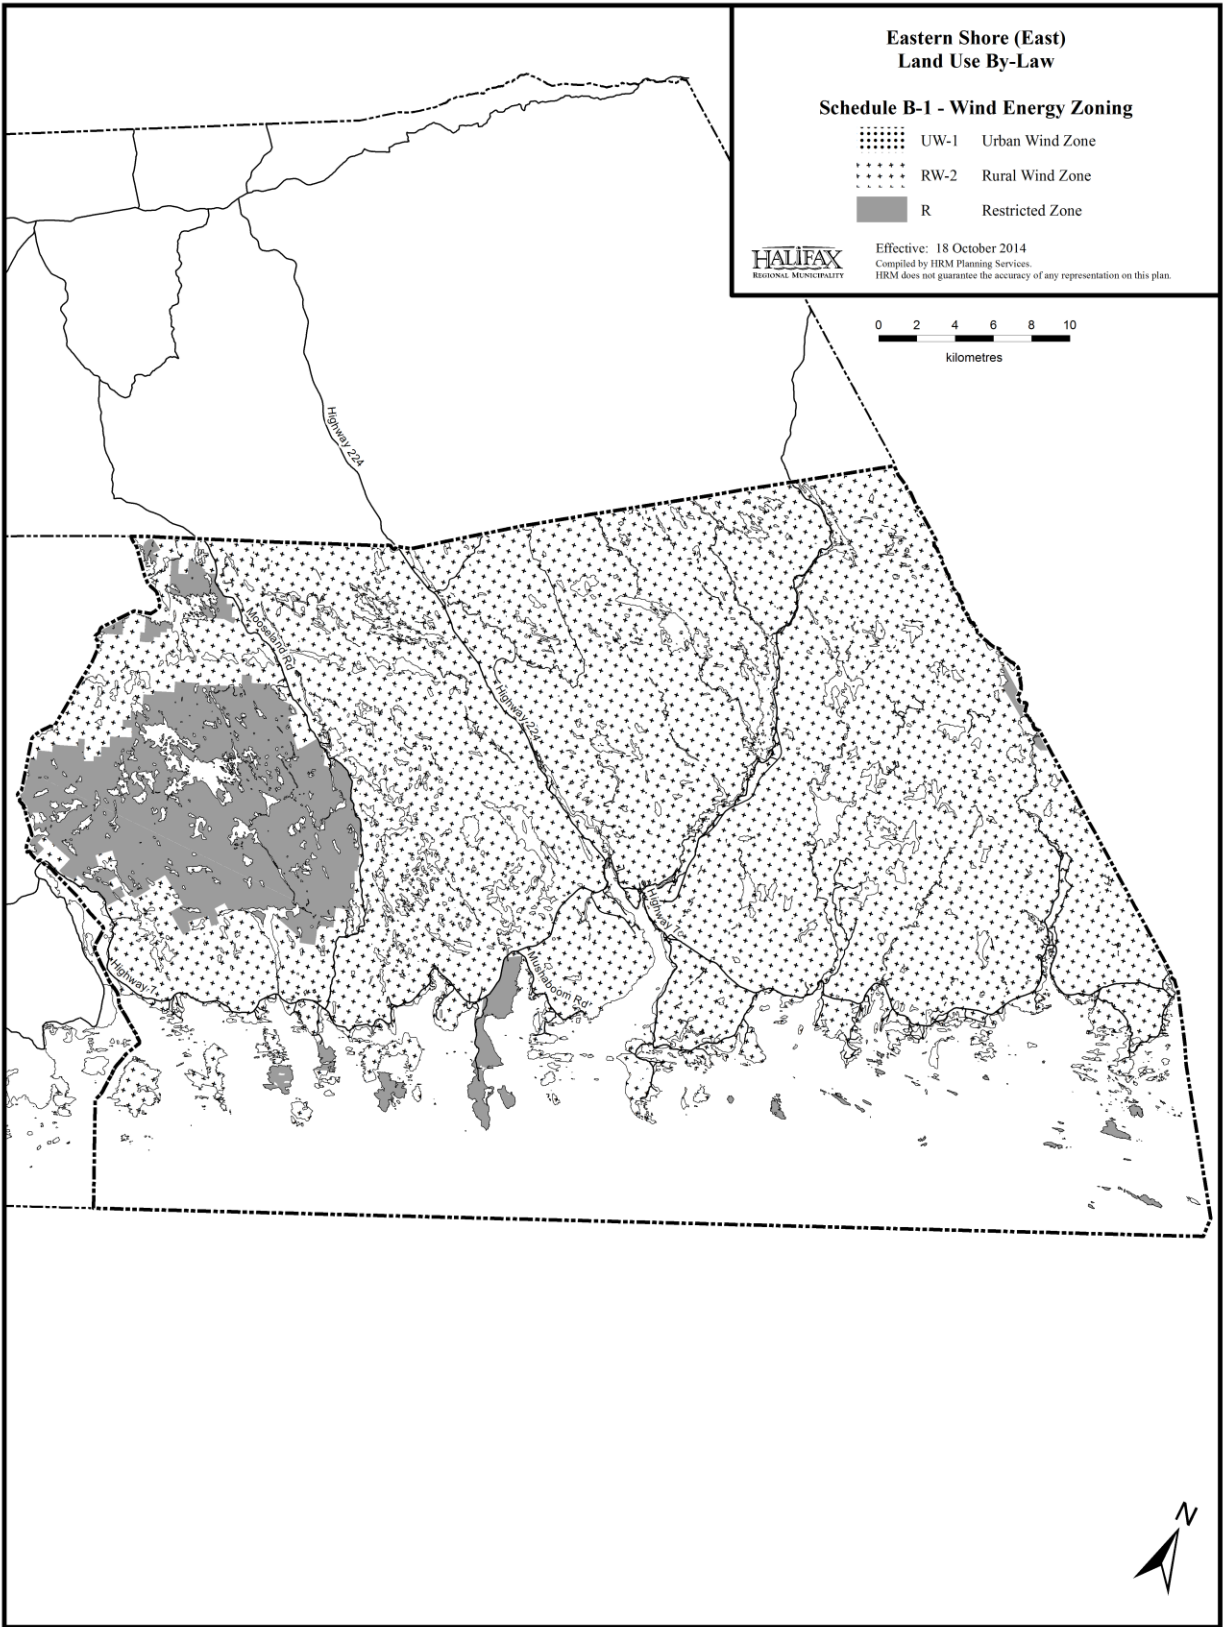 Eastern Shore (East)
Land Use By-Law
Schedule B-1 - Wind Energy Zoning
UW-1 Urban Wind Zone
RW-2 Rural Wind Zone
R Restricted Zone
HALIFAX
REGIONAL MUNICIPALITY
Effective: 18 October 2014
Compiled by HRM Planning Services.
HRM does not guarantee the accuracy of any representation on this plan.
0 2 4 6 8 10
kilometres
Highway 224
Mooseland Rd
Highway 224
Highway 7
Mushaboom Rd
Highway 7
N